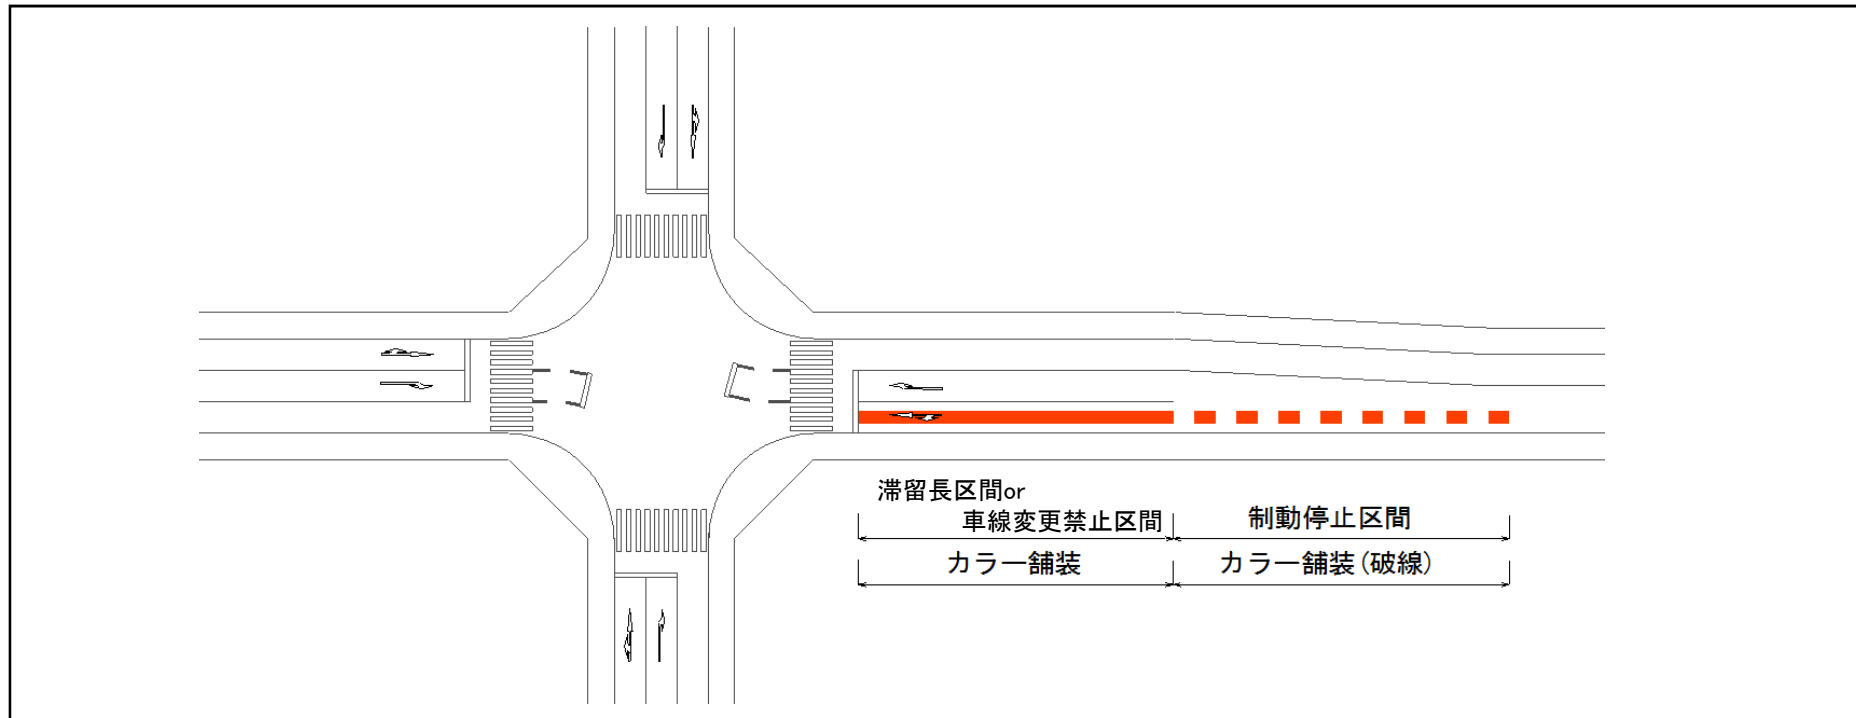 滞留長区間or
車線変更禁止区間
制動停止区間
カラー舗装
カラー舗装(破線)